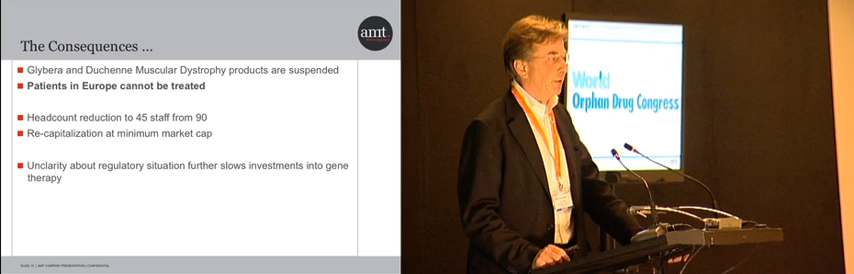 The Consequences ...
amt
Glybera and Duchenne Muscular Dystrophy products are suspended
Patients in Europe cannot be treated
Headcount reduction to 45 staff from 90
Re-capitalization at minimum market cap
Unclarity about regulatory situation further slows investments into gene
therapy
World
Orphan Drug Congress